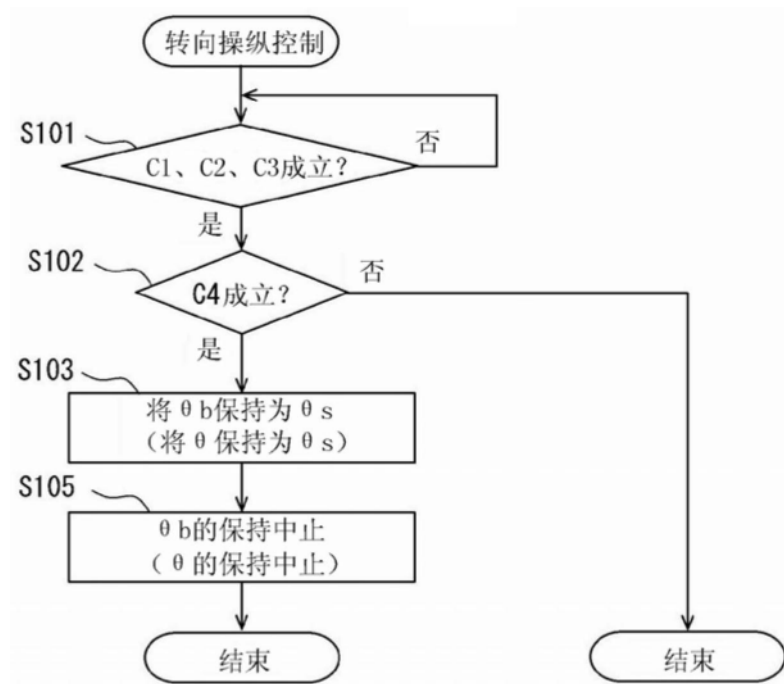 转向操纵控制
S101
否
C1、C2、C3成立？
是
S102
否
C4成立？
是
S103
将θb保持为θs
（将θ保持为θs）
S105
θb的保持中止
（θ的保持中止）
结束
结束